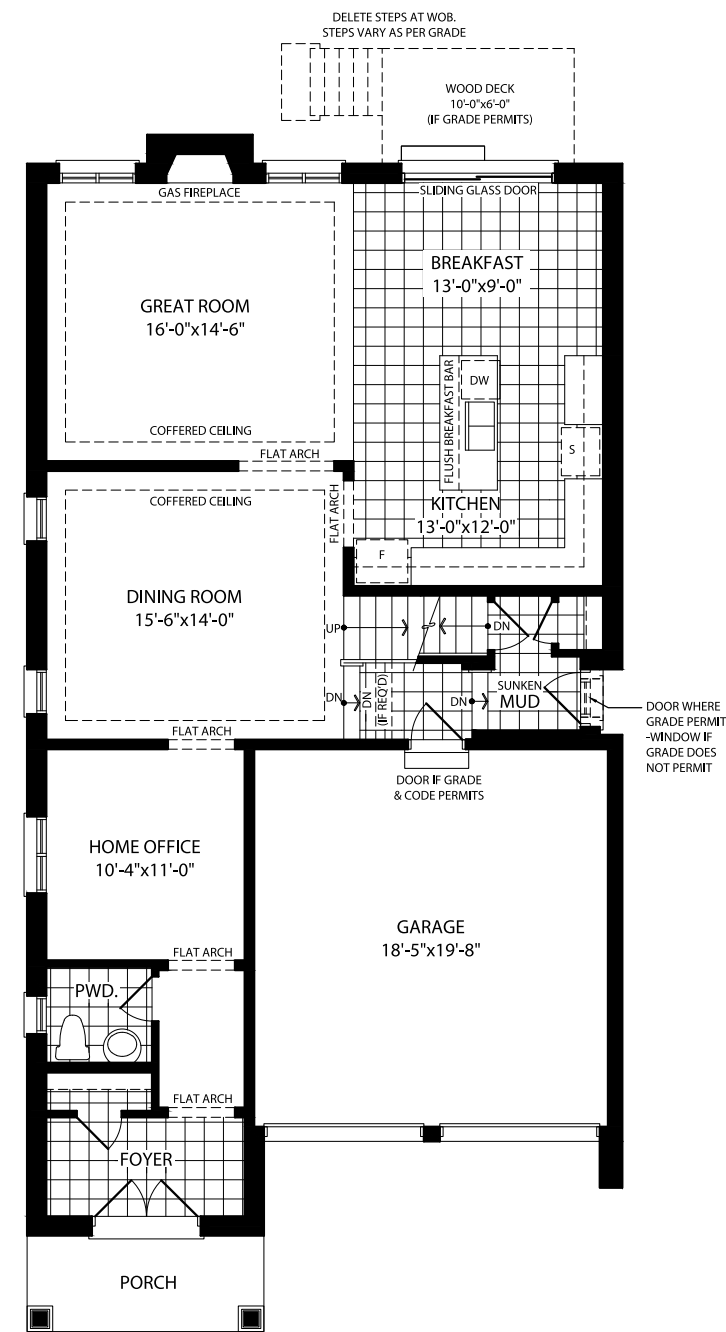 DELETE STEPS AT WOB.
STEPS VARY AS PER GRADE
WOOD DECK
10'-0"x6'-0"
(IF GRADE PERMITS)
GAS FIREPLACE
SLIDING GLASS DOOR
BREAKFAST
13'-0"x9'-0"
GREAT ROOM
16'-0"x14'-6"
DW
FLUSH BREAKFAST BAR
S
COFFERED CEILING
FLAT ARCH
COFFERED CEILING
FLAT ARCH
KITCHEN
13'-0"x12'-0"
F
DINING ROOM
15'-6"x14'-0"
UP
DN
DN
DN
(IF REQ'D)
DN
SUNKEN
MUD
DOOR WHERE
GRADE PERMIT
-WINDOW IF
GRADE DOES
NOT PERMIT
FLAT ARCH
DOOR IF GRADE
& CODE PERMITS
HOME OFFICE
10'-4"x11'-0"
GARAGE
18'-5"x19'-8"
FLAT ARCH
PWD.
FLAT ARCH
FOYER
PORCH